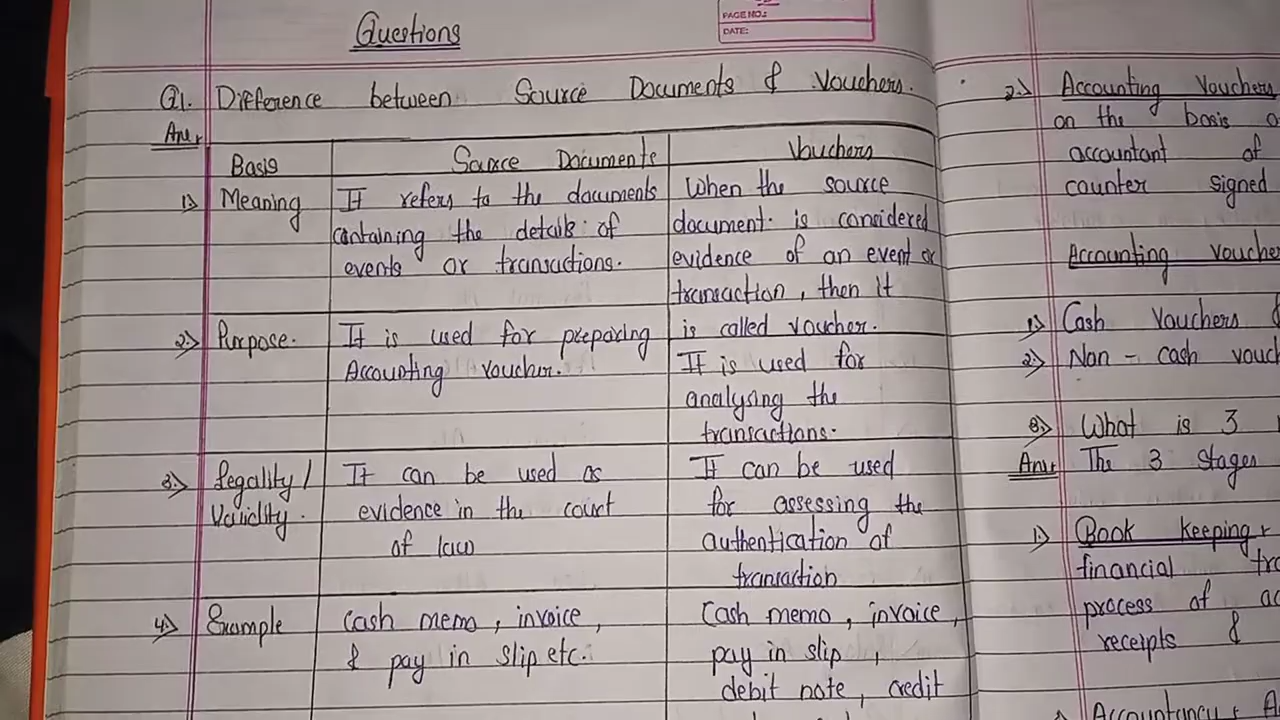 Questions
PAGE NO.:
DATE:
Q1. Difference between Source Documents & Vouchers.
Ans,
Basis Source Documents Vouchers
1) Meaning It refers to the documents When the source
containing the details of document is considered
events or transactions. evidence of an event or
transaction, then it
2) Purpose. It is used for preparing is called voucher.
Accounting voucher. It is used for
analysing the
transactions.
3) Legality/ It can be used as It can be used
Validity. evidence in the court for assessing the
of law authentication of
transaction
4) Example Cash memo, invoice, Cash memo, invoice,
& pay in slip etc. pay in slip,
debit note, credit
2) Accounting Vouchers
on the basis
accountant of
counter signed
Accounting
1) Cash Vouchers
2) Non-cash
3) What is 3
Ans, The 3 Stages
1) Book keeping
financial
process of
receipts &
Accountancy